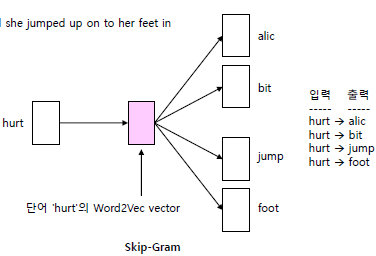 she jumped up on to her feet in
alic
bit
입력 출력
----- -----
hurt → alic
hurt
hurt → bit
hurt → jump
jump
hurt → foot
단어 'hurt'의 Word2Vec vector
foot
Skip-Gram